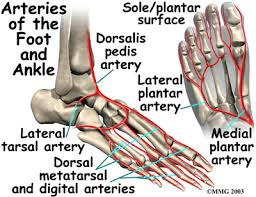 Arteries
of the
Foot
and
Ankle
Sole/plantar
surface
Dorsalis
pedis
artery
Lateral
plantar
artery
Lateral
tarsal artery
Medial
plantar
artery
Dorsal
metatarsal
and digital arteries
©MMG 2003